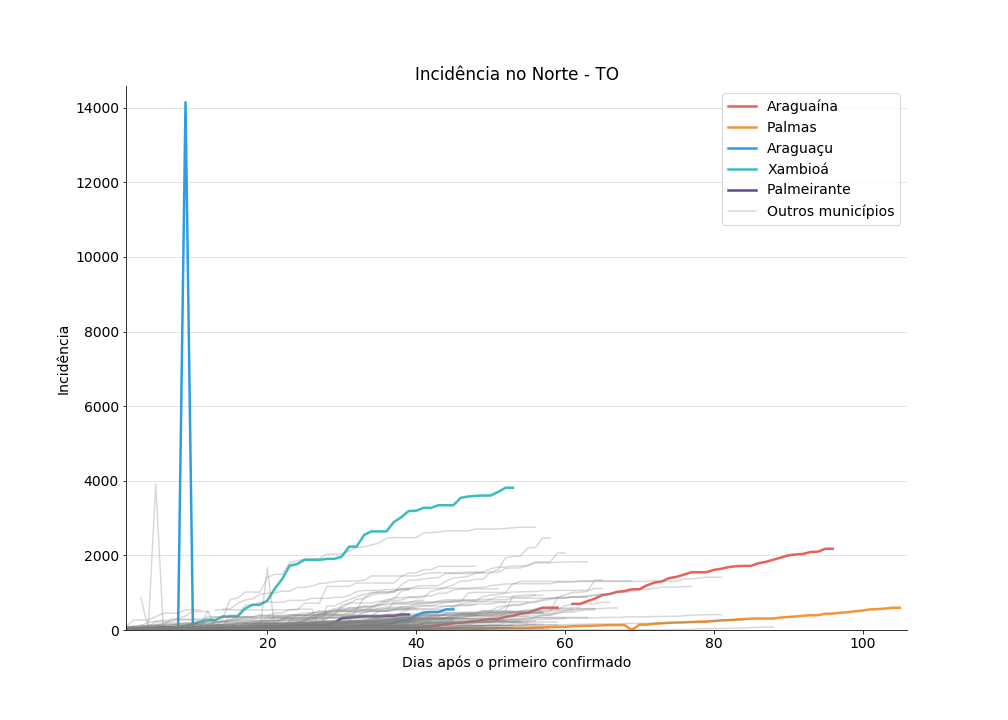 Incidência no Norte - TO
Araguaína
Palmas
Araguaçu
Xambioá
Palmeirante
Outros municípios
14000
12000
10000
8000
6000
4000
2000
0
Incidência
20
40
60
80
100
Dias após o primeiro confirmado